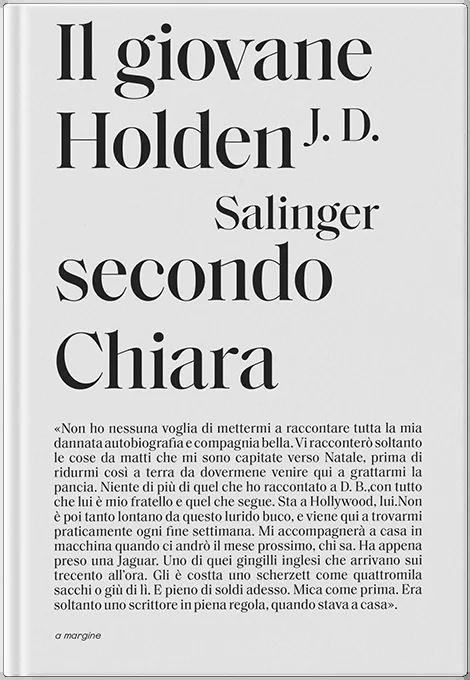 Il giovane
Holden J. D.
Salinger
secondo
Chiara
«Non ho nessuna voglia di mettermi a raccontare tutta la mia
dannata autobiografia e compagnia bella. Vi racconterò soltanto
le cose da matti che mi sono capitate verso Natale, prima di
ridurmi così a terra da dovermene venire qui a grattarmi la
pancia. Niente di più di quel che ho raccontato a D. B.,con tutto
che lui è mio fratello e quel che segue. Sta a Hollywood, lui.Non
è poi tanto lontano da questo lurido buco, e viene qui a trovarmi
praticamente ogni fine settimana. Mi accompagnerà a casa in
macchina quando ci andrò il mese prossimo, chi sa. Ha appena
preso una Jaguar. Uno di quei gingilli inglesi che arrivano sui
trecento all'ora. Gli è costta uno scherzett come quattromila
sacchi o giù di lì. E pieno di soldi adesso. Mica come prima. Era
soltanto uno scrittore in piena regola, quando stava a casa».
a margine